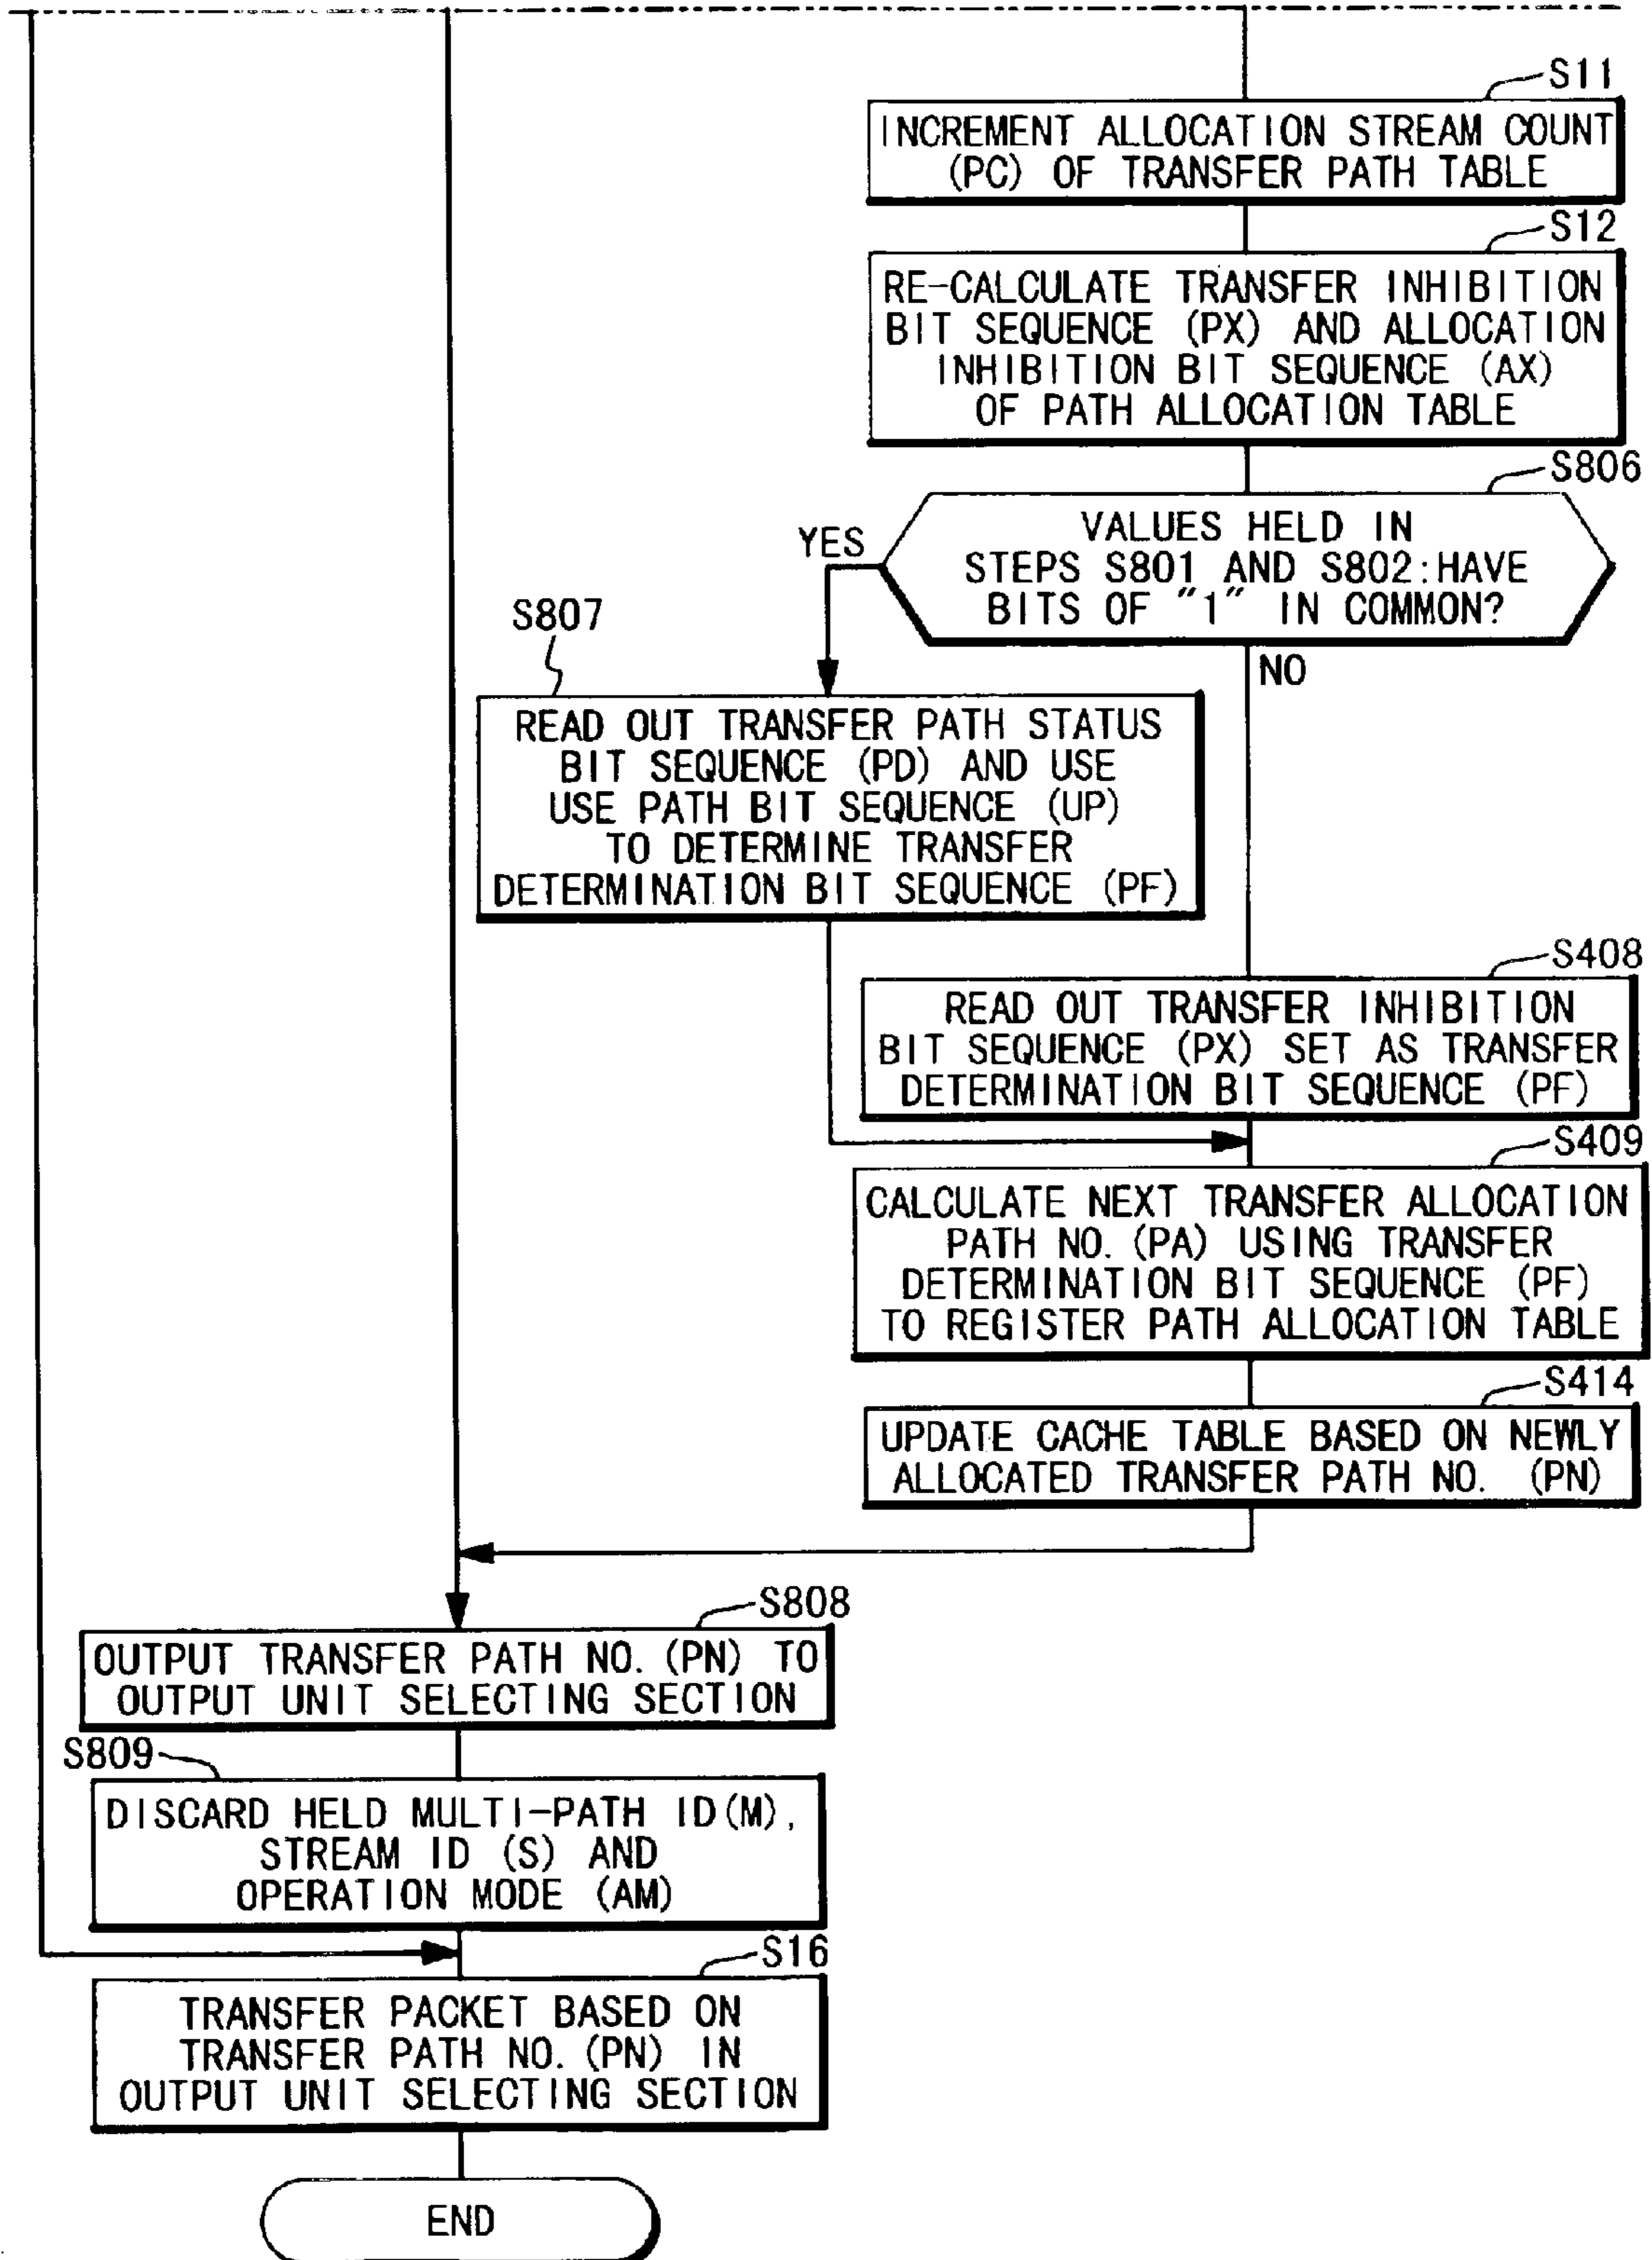 S11
INCREMENT ALLOCATION STREAM COUNT
(PC) OF TRANSFER PATH TABLE
S12
RE-CALCULATE TRANSFER INHIBITION
BIT SEQUENCE (PX) AND ALLOCATION
INHIBITION BIT SEQUENCE (AX)
OF PATH ALLOCATION TABLE
S806
VALUES HELD IN
STEPS S801 AND S802:HAVE
BITS OF "1" IN COMMON?
YES
NO
S807
READ OUT TRANSFER PATH STATUS
BIT SEQUENCE (PD) AND USE
USE PATH BIT SEQUENCE (UP)
TO DETERMINE TRANSFER
DETERMINATION BIT SEQUENCE (PF)
S408
READ OUT TRANSFER INHIBITION
BIT SEQUENCE (PX) SET AS TRANSFER
DETERMINATION BIT SEQUENCE (PF)
S409
CALCULATE NEXT TRANSFER ALLOCATION
PATH NO. (PA) USING TRANSFER
DETERMINATION BIT SEQUENCE (PF)
TO REGISTER PATH ALLOCATION TABLE
S414
UPDATE CACHE TABLE BASED ON NEWLY
ALLOCATED TRANSFER PATH NO. (PN)
S808
OUTPUT TRANSFER PATH NO. (PN) TO
OUTPUT UNIT SELECTING SECTION
S809
DISCARD HELD MULTI-PATH ID(M),
STREAM ID (S) AND
OPERATION MODE (AM)
S16
TRANSFER PACKET BASED ON
TRANSFER PATH NO. (PN) IN
OUTPUT UNIT SELECTING SECTION
END